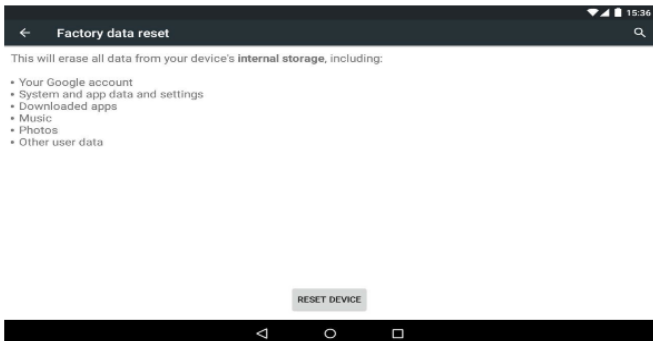 15:36
Factory data reset
This will erase all data from your device's internal storage, including:
• Your Google account
• System and app data and settings
• Downloaded apps
• Music
• Photos
• Other user data
RESET DEVICE